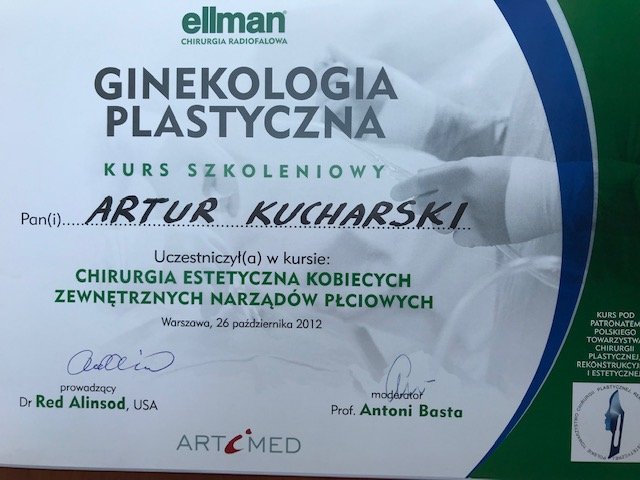 ellman®
CHIRURGIA RADIOFALOWA
GINEKOLOGIA
PLASTYCZNA
KURS SZKOLENIOWY
Pan(i)....ARTUR KUCHARSKI
Uczestniczył(a) w kursie:
CHIRURGIA ESTETYCZNA KOBIECYCH
ZEWNĘTRZNYCH NARZĄDÓW PŁCIOWYCH
Warszawa, 26 października 2012
prowadzący
Dr Red Alinsod, USA
moderator
Prof. Antoni Basta
ARTiMED
KURS POD
PATRONATEM
POLSKIEGO
TOWARZYSTWA
CHIRURGII
PLASTYCZNEJ,
REKONSTRUKCYJ
I ESTETYCZNEJ